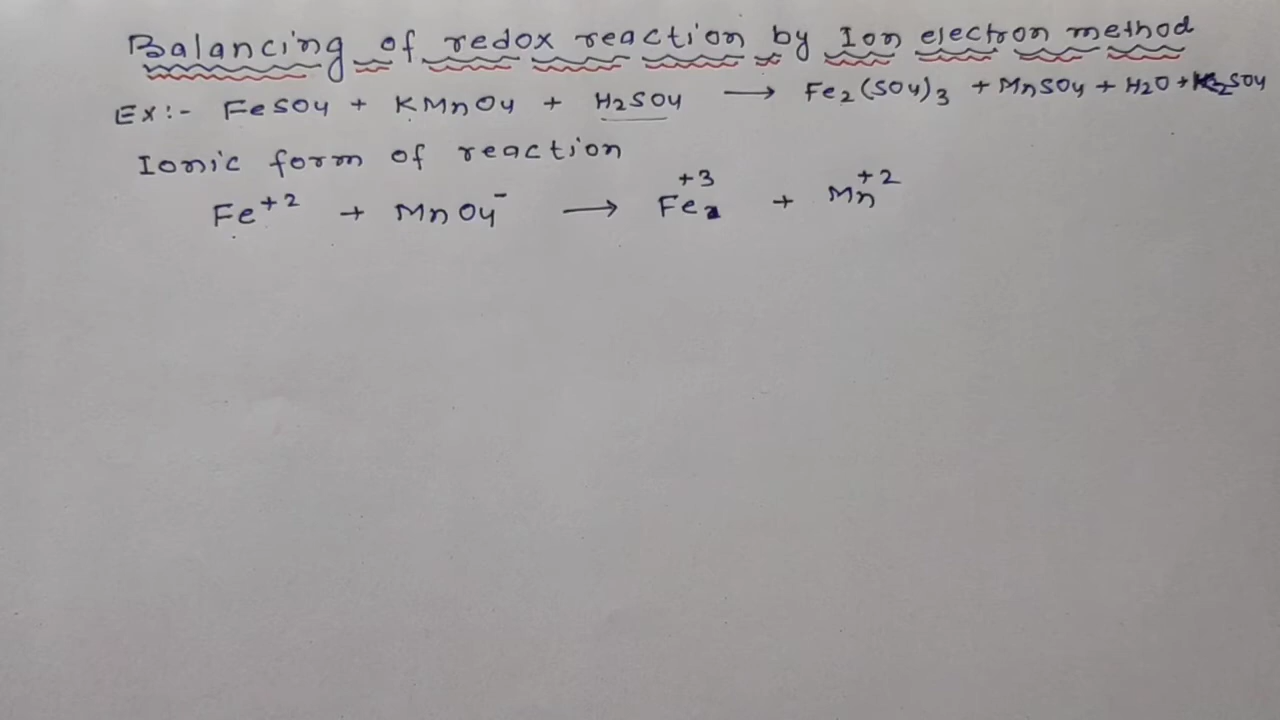 Balancing of redox reaction by Ion electron method
Ex:- FeSO4 + KMnO4 + H2SO4 → Fe2(SO4)3 + MnSO4 + H2O + K2SO4
Ionic form of reaction
Fe+2 + MnO4- → Fe2+3 + Mn+2